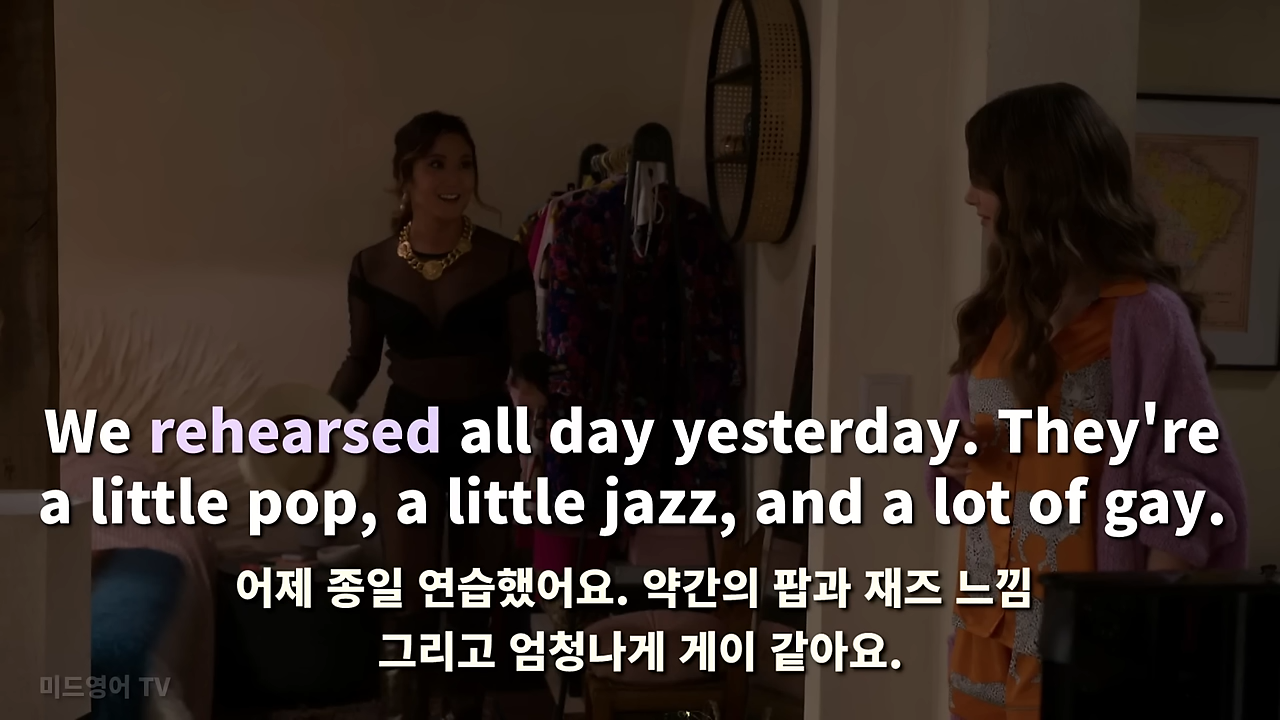 We rehearsed all day yesterday. They're
a little pop, a little jazz, and a lot of gay.
어제 종일 연습했어요. 약간의 팝과 재즈 느낌
그리고 엄청나게 게이 같아요.
미드영어 TV